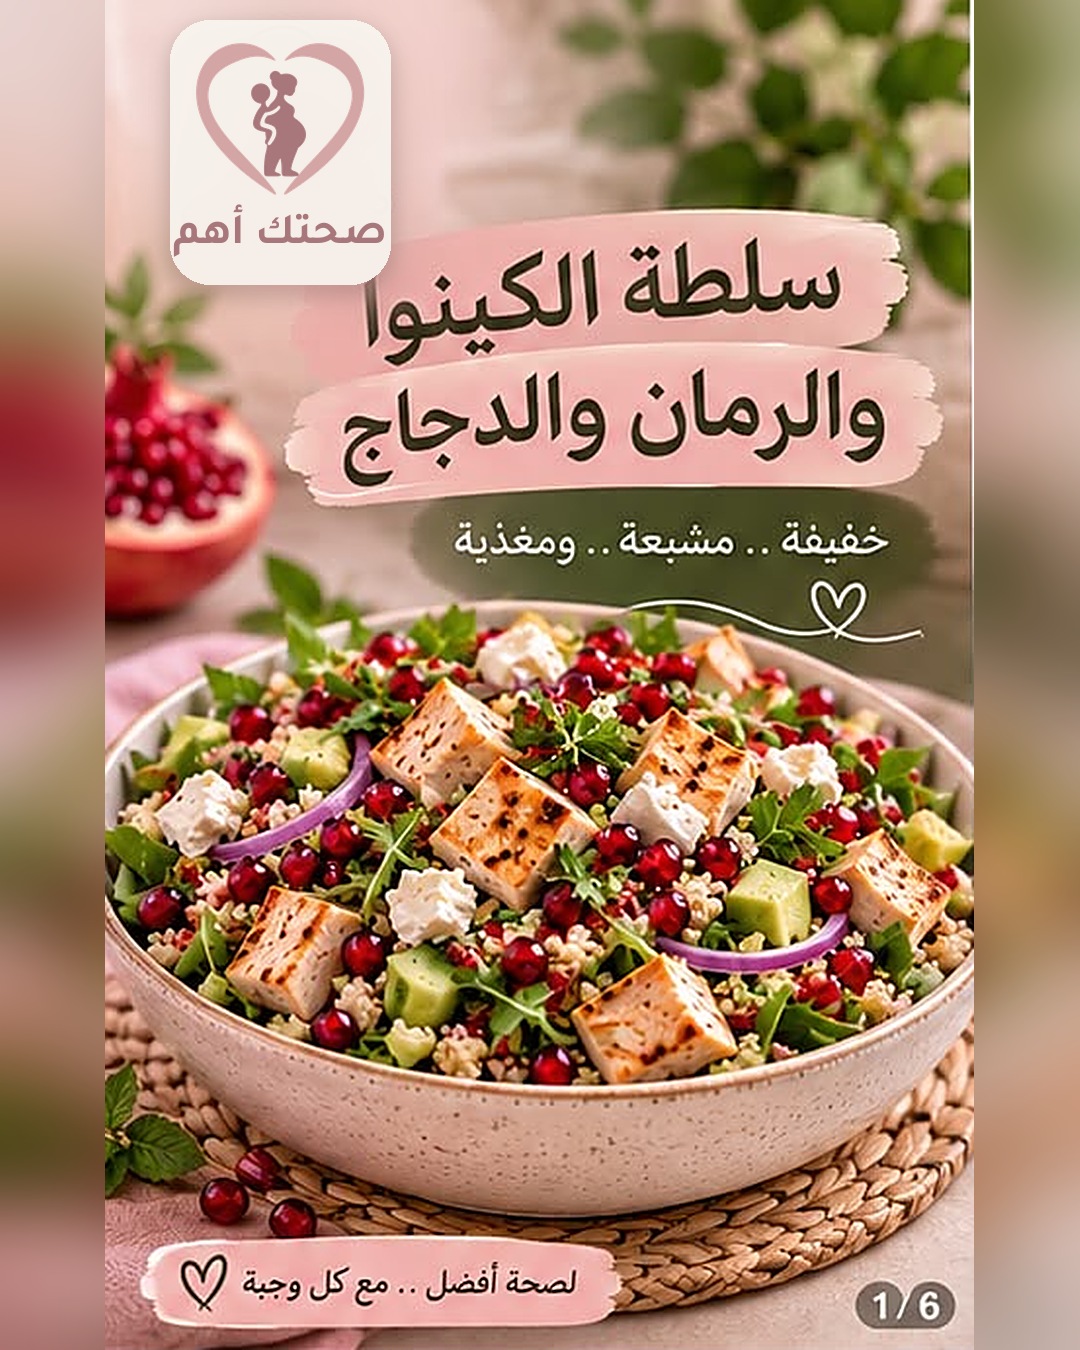 صحتك أهم
سلطة الكينوا
والرمان والدجاج
خفيفة .. مشبعة .. ومغذية
لصحة أفضل .. مع كل وجبة
1/6